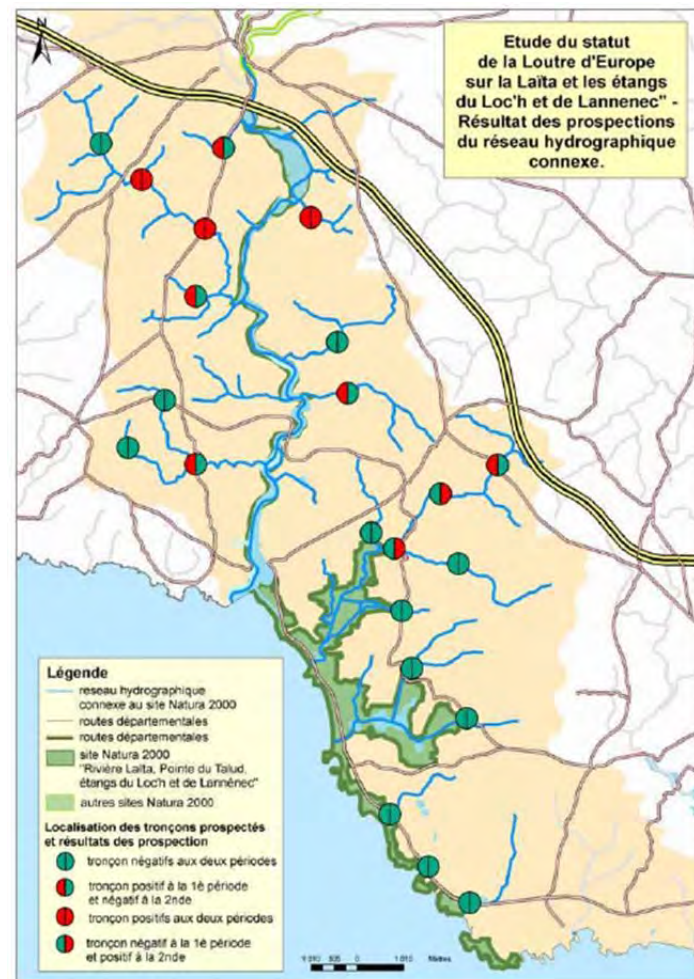 N
Etude du statut
de la Loutre d'Europe
sur la Laïta et les étangs
du Loc'h et de Lannenec" -
Résultat des prospections
du réseau hydrographique
connexe.
Légende
reseau hydrographique
connexe au site Natura 2000
routes départementales
routes départementales
site Natura 2000
"Rivière Laïta, Pointe du Talud,
étangs du Loc'h et de Lannénec"
autres sites Natura 2000
Localisation des tronçons prospectés
et résultats des prospection
tronçon négatifs aux deux périodes
tronçon positif à la 1è période
et négatif à la 2nde
tronçon positifs aux deux périodes
tronçon négatif à la 1è période
et positif à la 2nde
0
Mètres